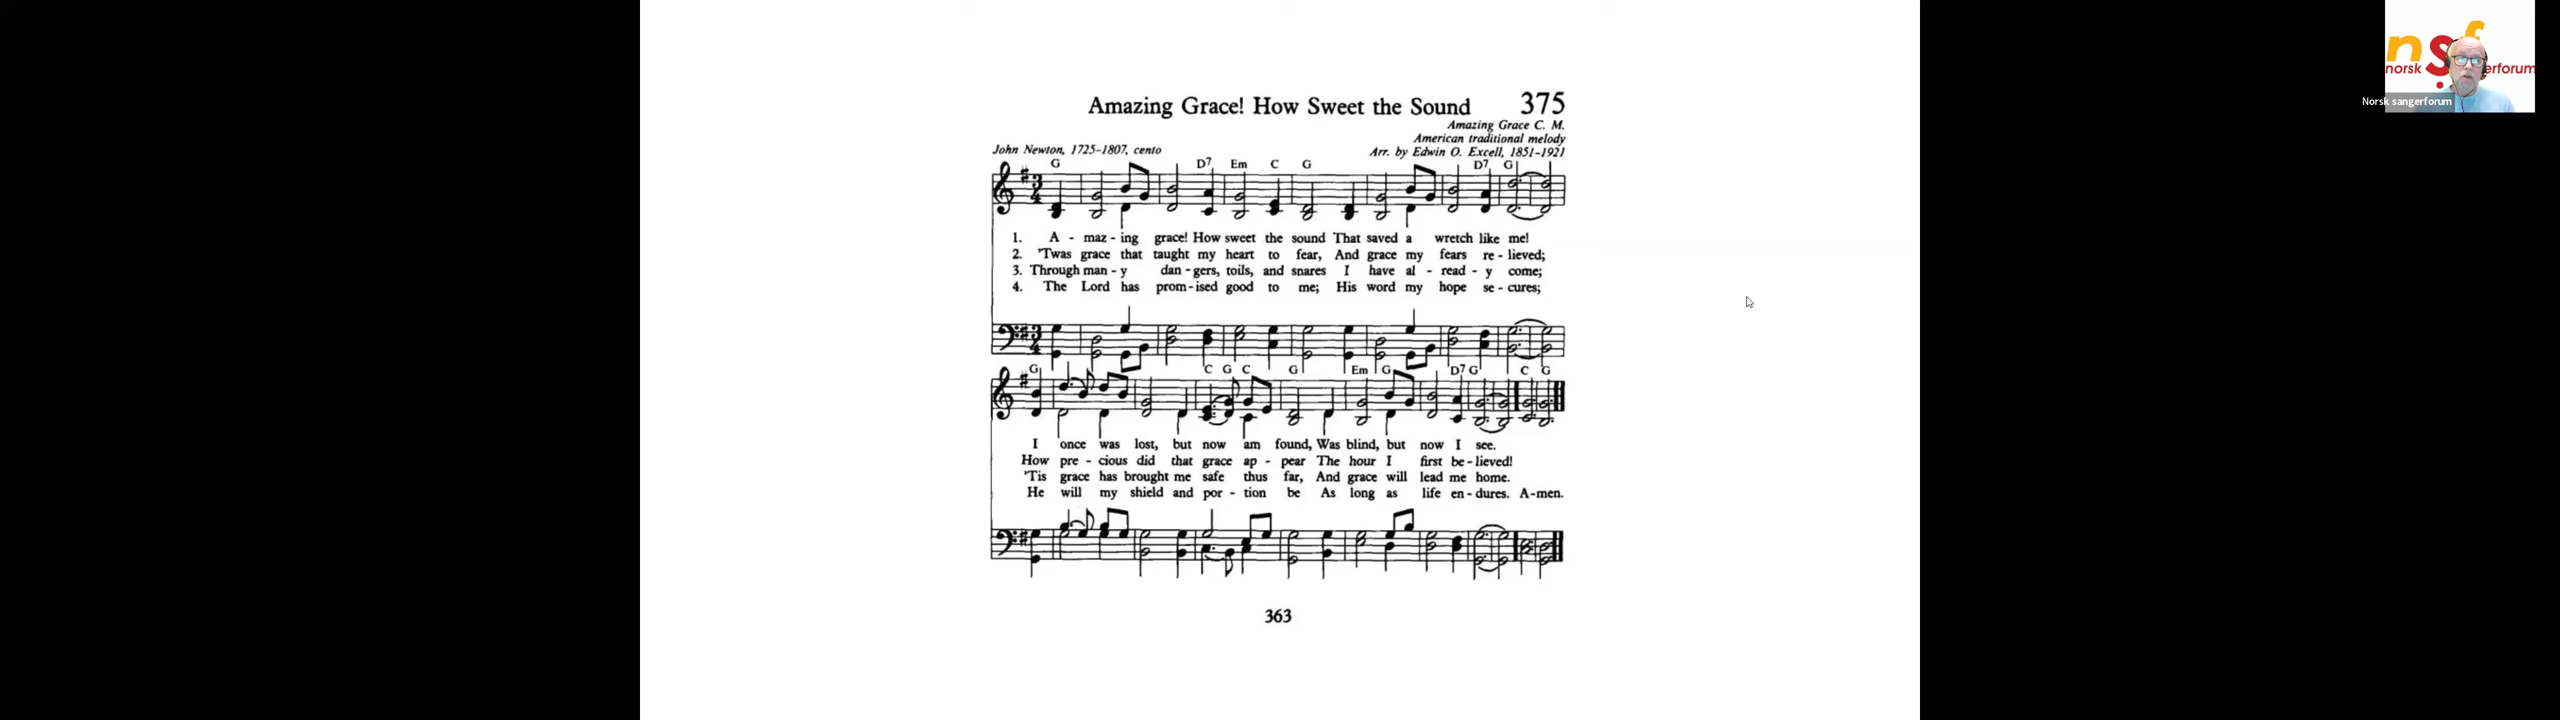 Amazing Grace! How Sweet the Sound 375
Amazing Grace C. M.
American traditional melody
John Newton, 1725-1807, cento
Arr. by Edwin O. Excell, 1851-1921
G D7 Em C G D7 G
1. A - maz - ing grace! How sweet the sound That saved a wretch like me!
2. 'Twas grace that taught my heart to fear, And grace my fears re - lieved;
3. Through man - y dan - gers, toils, and snares I have al - read - y come;
4. The Lord has prom - ised good to me; His word my hope se - cures;
G C G C G Em G D7 G C G
I once was lost, but now am found, Was blind, but now I see.
How pre - cious did that grace ap - pear The hour I first be - lieved!
'Tis grace has brought me safe thus far, And grace will lead me home.
He will my shield and por - tion be As long as life en - dures. A-men.
363
nsf
norsk erforum
Norsk sangerforum